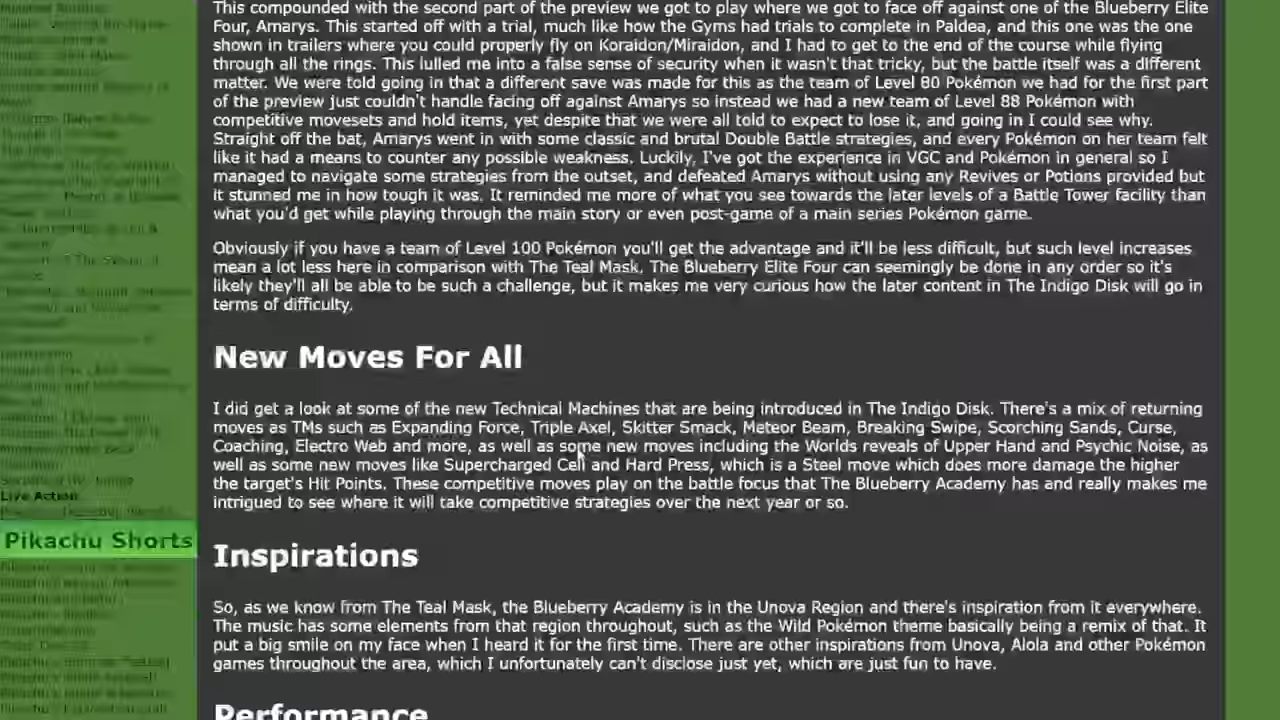 This compounded with the second part of the preview we got to play where we got to face off against one of the Blueberry Elite
Four, Amarys. This started off with a trial, much like how the Gyms had trials to complete in Paldea, and this one was the one
shown in trailers where you could properly fly on Koraidon/Miraidon, and I had to get to the end of the course while flying
through all the rings. This lulled me into a false sense of security when it wasn't that tricky, but the battle itself was a different
matter. We were told going in that a different save was made for this as the team of Level 80 Pokémon we had for the first part
of the preview just couldn't handle facing off against Amarys so instead we had a new team of Level 88 Pokémon with
competitive movesets and hold items, yet despite that we were all told to expect to lose it, and going in I could see why.
Straight off the bat, Amarys went in with some classic and brutal Double Battle strategies, and every Pokémon on her team felt
like it had a means to counter any possible weakness. Luckily, I've got the experience in VGC and Pokémon in general so I
managed to navigate some strategies from the outset, and defeated Amarys without using any Revives or Potions provided but
it stunned me in how tough it was. It reminded me more of what you see towards the later levels of a Battle Tower facility than
what you'd get while playing through the main story or even post-game of a main series Pokémon game.
Obviously if you have a team of Level 100 Pokémon you'll get the advantage and it'll be less difficult, but such level increases
mean a lot less here in comparison with The Teal Mask. The Blueberry Elite Four can seemingly be done in any order so it's
likely they'll all be able to be such a challenge, but it makes me very curious how the later content in The Indigo Disk will go in
terms of difficulty.
New Moves For All
I did get a look at some of the new Technical Machines that are being introduced in The Indigo Disk. There's a mix of returning
moves as TMs such as Expanding Force, Triple Axel, Skitter Smack, Meteor Beam, Breaking Swipe, Scorching Sands, Curse,
Coaching, Electro Web and more, as well as some new moves including the Worlds reveals of Upper Hand and Psychic Noise, as
well as some new moves like Supercharged Cell and Hard Press, which is a Steel move which does more damage the higher
the target's Hit Points. These competitive moves play on the battle focus that The Blueberry Academy has and really makes me
intrigued to see where it will take competitive strategies over the next year or so.
Live Action
Pikachu Shorts
Inspirations
So, as we know from The Teal Mask, the Blueberry Academy is in the Unova Region and there's inspiration from it everywhere.
The music has some elements from that region throughout, such as the Wild Pokémon theme basically being a remix of that. It
put a big smile on my face when I heard it for the first time. There are other inspirations from Unova, Alola and other Pokémon
games throughout the area, which I unfortunately can't disclose just yet, which are just fun to have.
Performance